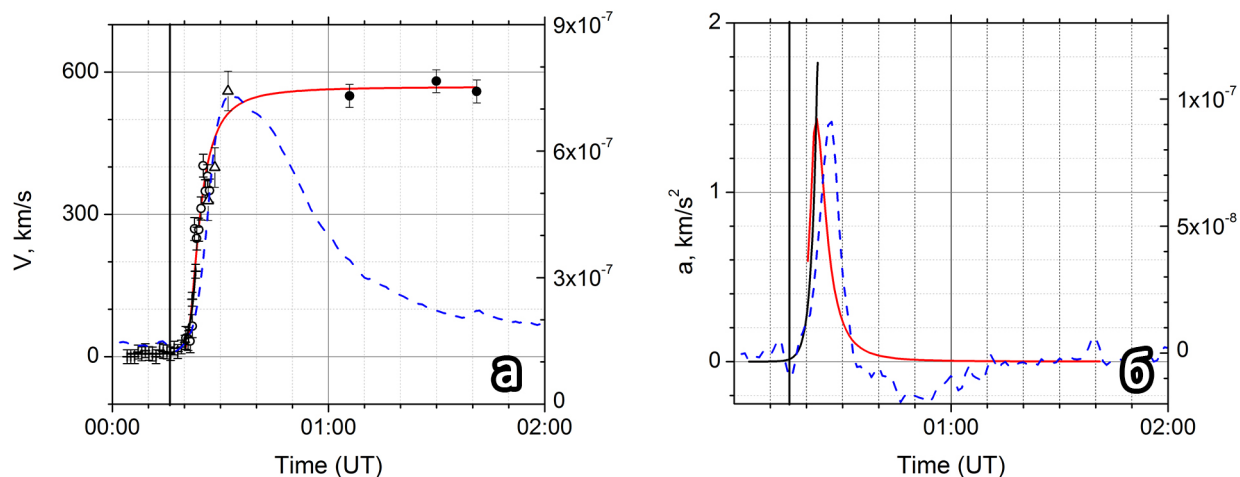 9x10⁻⁷
600
6x10⁻⁷
V, km/s
300
3x10⁻⁷
0
а
0
00:00
01:00
02:00
Time (UT)
2
1x10⁻⁷
a, km/s²
1
5x10⁻⁸
0
0
б
01:00
02:00
Time (UT)